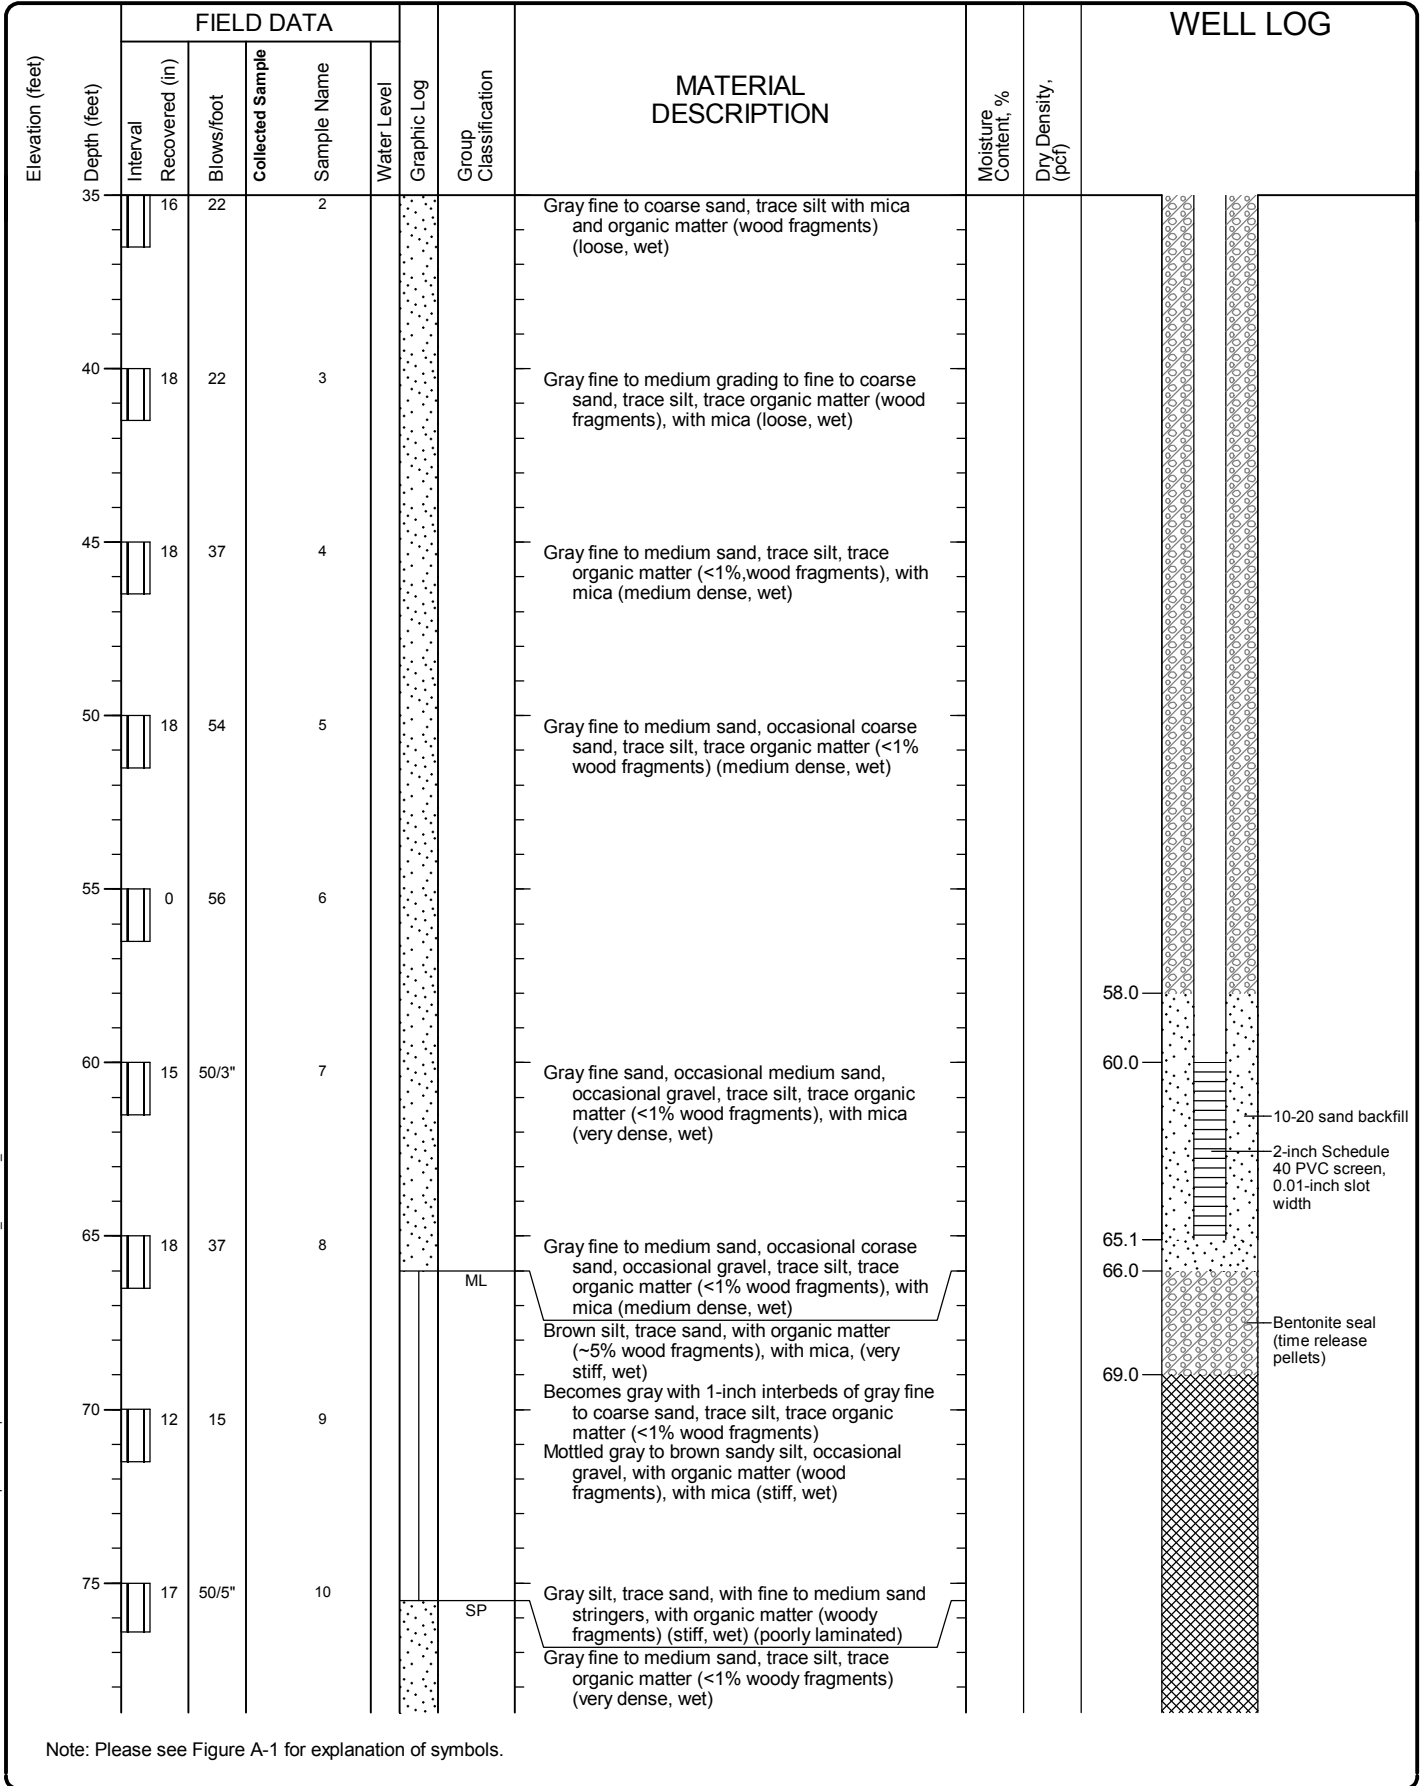 FIELD DATA
WELL LOG
Elevation (feet)
Depth (feet)
Interval
Recovered (in)
Blows/foot
Collected Sample
Sample Name
Water Level
Graphic Log
Group
Classification
MATERIAL
DESCRIPTION
Moisture
Content, %
Dry Density,
(pcf)
35
16
22
2
Gray fine to coarse sand, trace silt with mica
and organic matter (wood fragments)
(loose, wet)
40
18
22
3
Gray fine to medium grading to fine to coarse
sand, trace silt, trace organic matter (wood
fragments), with mica (loose, wet)
45
18
37
4
Gray fine to medium sand, trace silt, trace
organic matter (<1%,wood fragments), with
mica (medium dense, wet)
50
18
54
5
Gray fine to medium sand, occasional coarse
sand, trace silt, trace organic matter (<1%
wood fragments) (medium dense, wet)
55
0
56
6
58.0
60
15
50/3"
7
Gray fine sand, occasional medium sand,
occasional gravel, trace silt, trace organic
matter (<1% wood fragments), with mica
(very dense, wet)
60.0
10-20 sand backfill
2-inch Schedule
40 PVC screen,
0.01-inch slot
width
65
18
37
8
Gray fine to medium sand, occasional corase
sand, occasional gravel, trace silt, trace
organic matter (<1% wood fragments), with
mica (medium dense, wet)
65.1
66.0
ML
Brown silt, trace sand, with organic matter
(~5% wood fragments), with mica, (very
stiff, wet)
Bentonite seal
(time release
pellets)
69.0
Becomes gray with 1-inch interbeds of gray fine
to coarse sand, trace silt, trace organic
matter (<1% wood fragments)
70
12
15
9
Mottled gray to brown sandy silt, occasional
gravel, with organic matter (wood
fragments), with mica (stiff, wet)
75
17
50/5"
10
Gray silt, trace sand, with fine to medium sand
stringers, with organic matter (woody
fragments) (stiff, wet) (poorly laminated)
SP
Gray fine to medium sand, trace silt, trace
organic matter (<1% woody fragments)
(very dense, wet)
Note: Please see Figure A-1 for explanation of symbols.